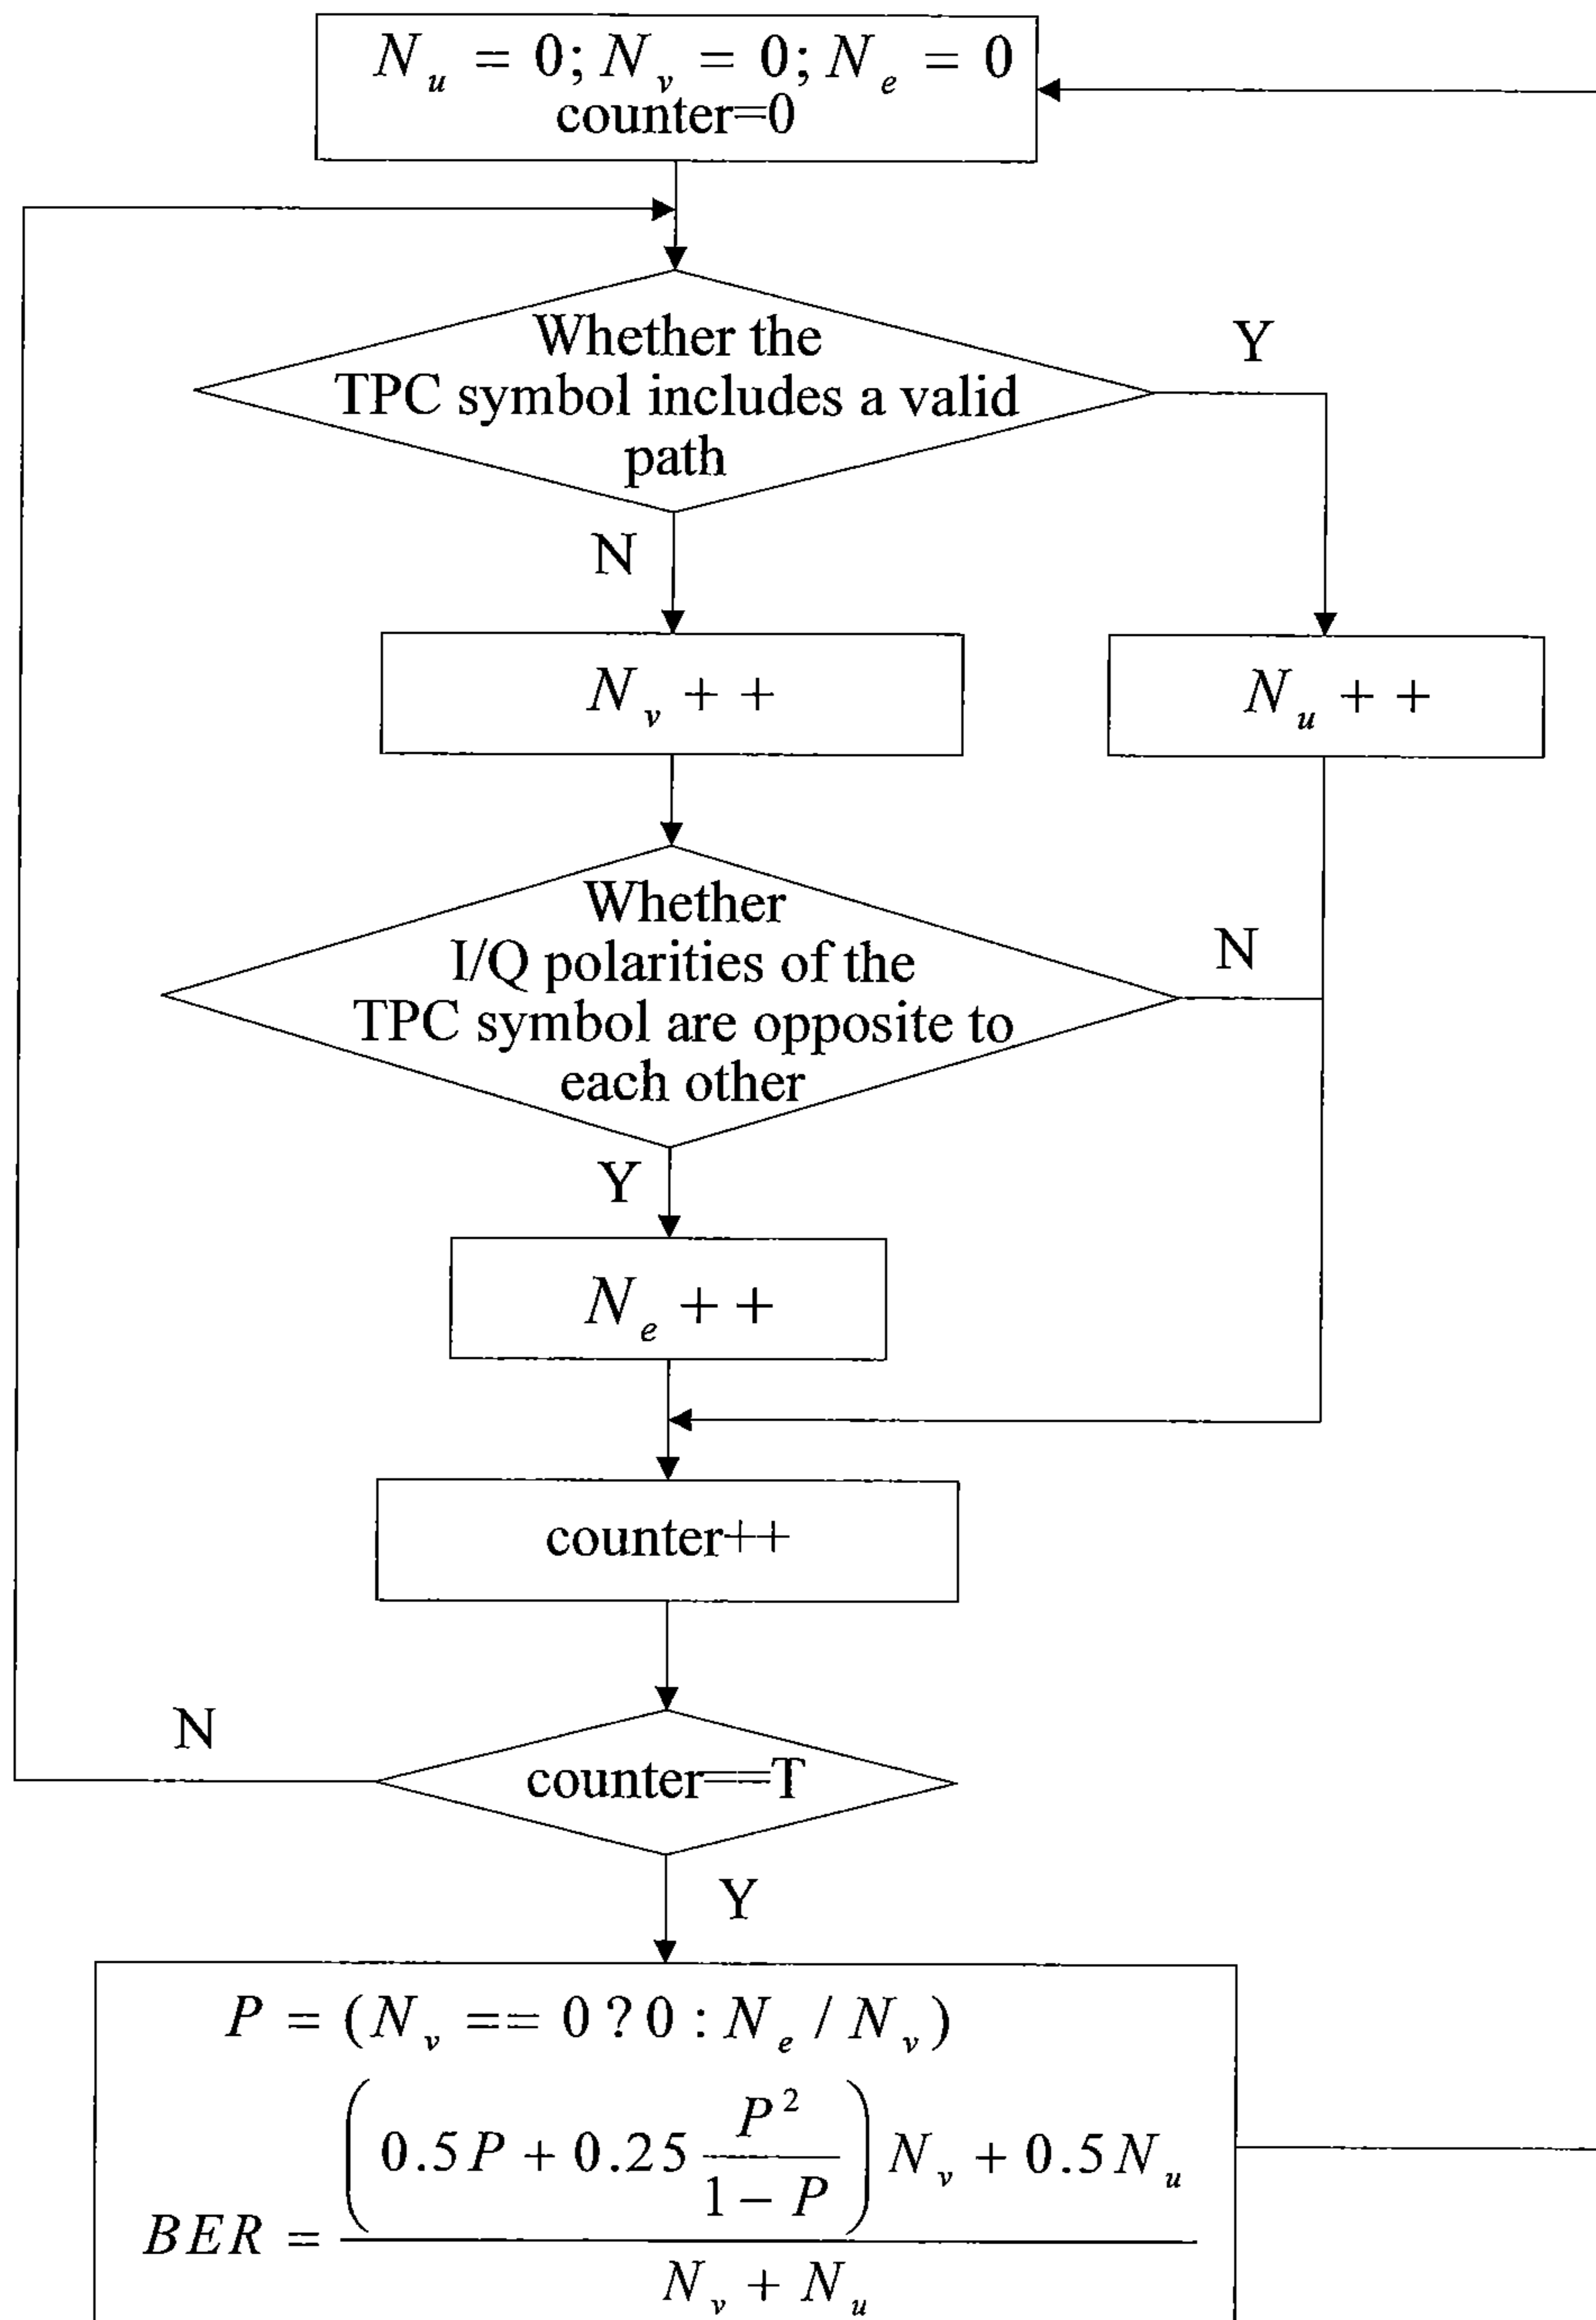 N_u = 0; N_v = 0; N_e = 0
counter=0
Whether the
TPC symbol includes a valid
path
Y
N
N_v + +
N_u + +
Whether
I/Q polarities of the
TPC symbol are opposite to
each other
N
Y
N_e + +
counter++
counter==T
N
Y
P = (N_v == 0 ? 0 : N_e / N_v)
BER = ((0.5P + 0.25 P^2/(1 - P)) N_v + 0.5 N_u)/(N_v + N_u)